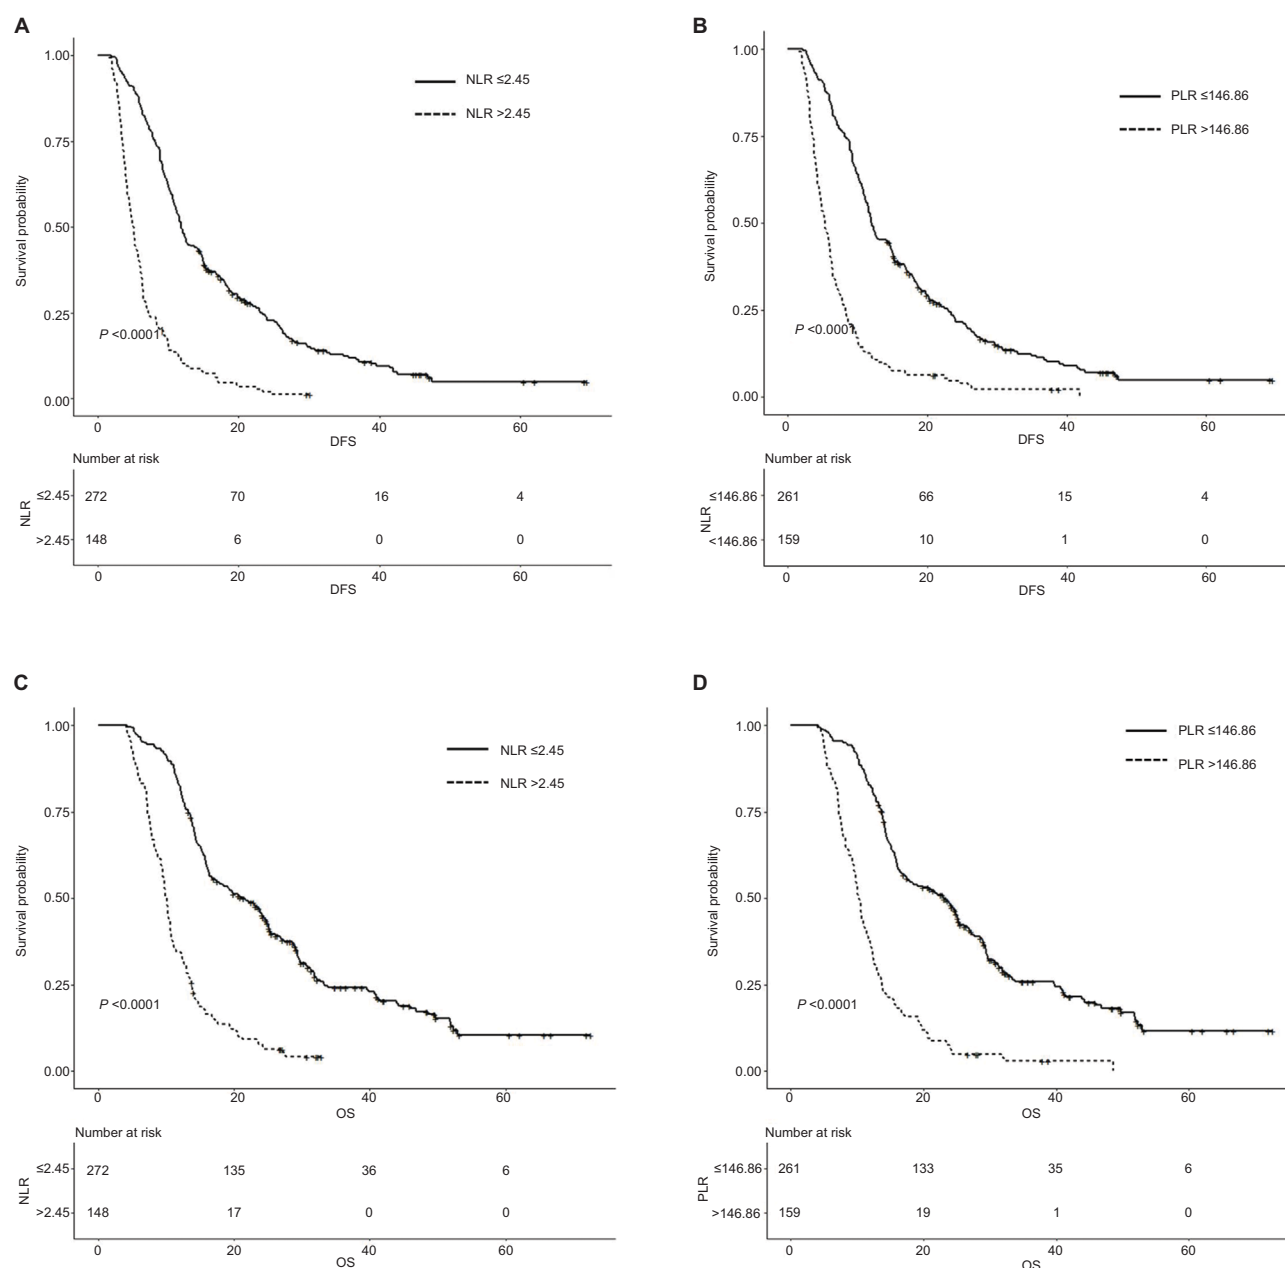 A
1.00
0.75
0.50
0.25
0.00
Survival probability
NLR ≤2.45
NLR >2.45
P <0.0001
0 20 40 60
DFS
Number at risk
NLR
≤2.45 272 70 16 4
>2.45 148 6 0 0
0 20 40 60
DFS
B
1.00
0.75
0.50
0.25
0.00
Survival probability
PLR ≤146.86
PLR >146.86
P <0.0001
0 20 40 60
DFS
Number at risk
NLR
≤146.86 261 66 15 4
<146.86 159 10 1 0
0 20 40 60
DFS
C
1.00
0.75
0.50
0.25
0.00
Survival probability
NLR ≤2.45
NLR >2.45
P <0.0001
0 20 40 60
OS
Number at risk
NLR
≤2.45 272 135 36 6
>2.45 148 17 0 0
0 20 40 60
OS
D
1.00
0.75
0.50
0.25
0.00
Survival probability
PLR ≤146.86
PLR >146.86
P <0.0001
0 20 40 60
OS
Number at risk
PLR
≤146.86 261 133 35 6
>146.86 159 19 1 0
0 20 40 60
OS